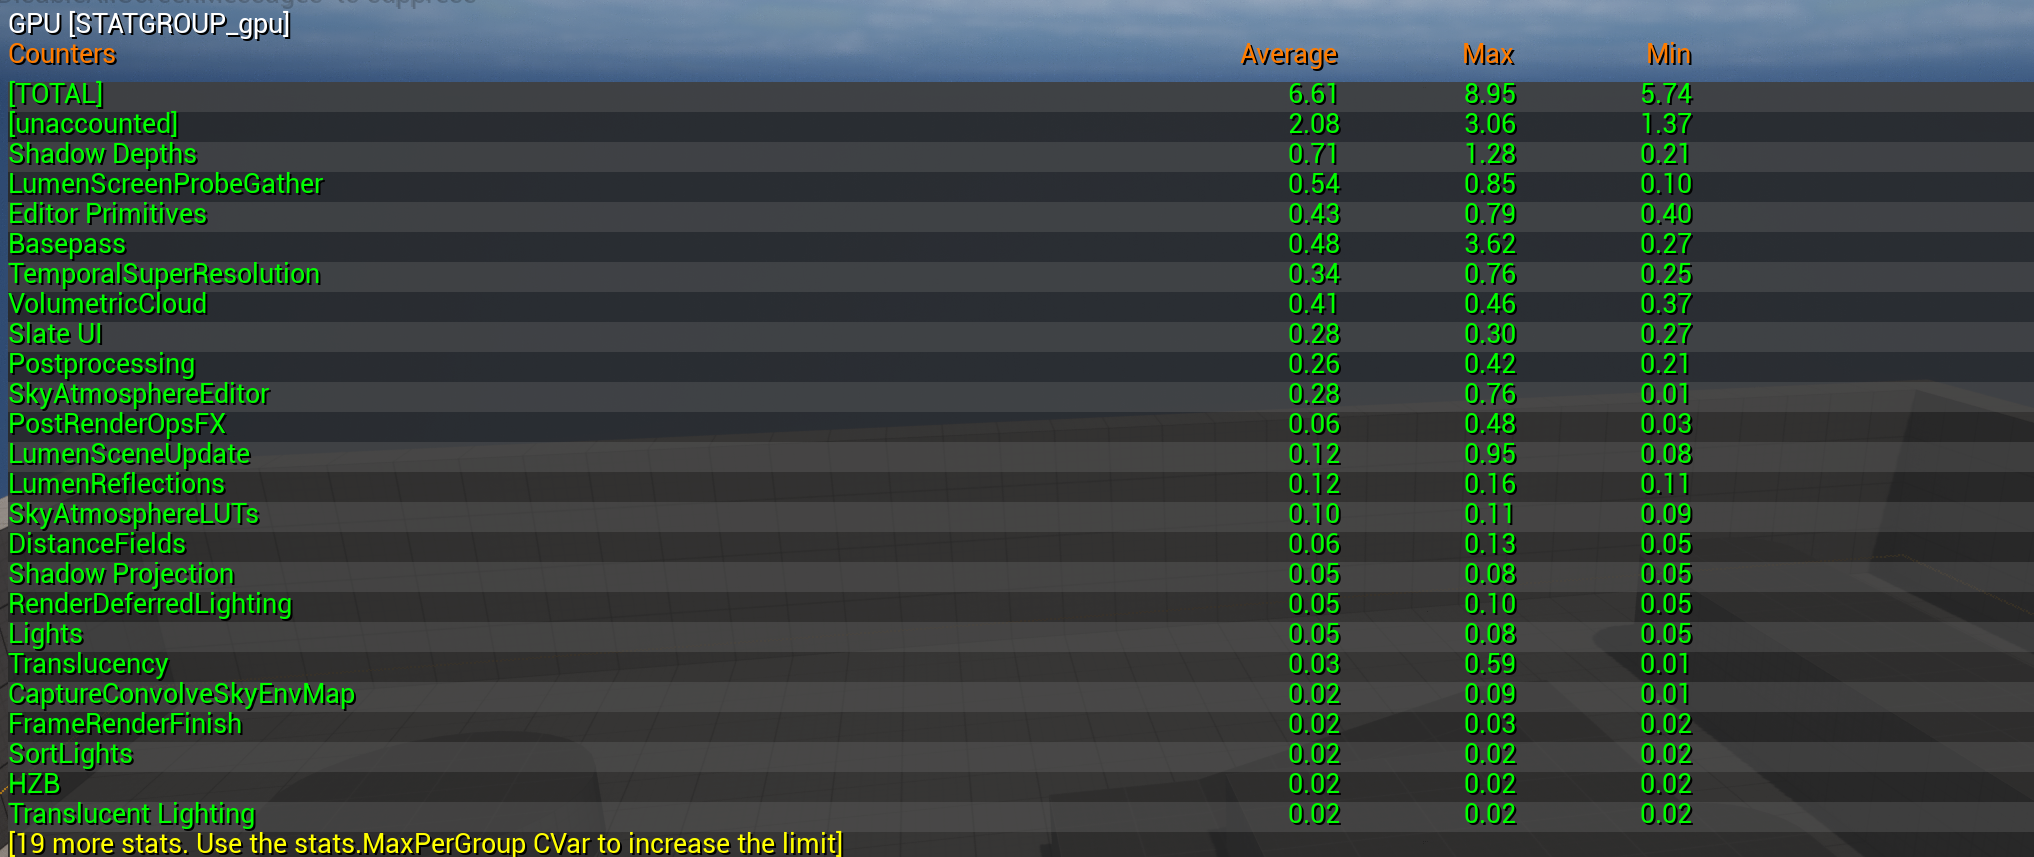 GPU [STATGROUP_gpu]
Counters Average Max Min
[TOTAL] 6.61 8.95 5.74
[unaccounted] 2.08 3.06 1.37
Shadow Depths 0.71 1.28 0.21
LumenScreenProbeGather 0.54 0.85 0.10
Editor Primitives 0.43 0.79 0.40
Basepass 0.48 3.62 0.27
TemporalSuperResolution 0.34 0.76 0.25
VolumetricCloud 0.41 0.46 0.37
Slate UI 0.28 0.30 0.27
Postprocessing 0.26 0.42 0.21
SkyAtmosphereEditor 0.28 0.76 0.01
PostRenderOpsFX 0.06 0.48 0.03
LumenSceneUpdate 0.12 0.95 0.08
LumenReflections 0.12 0.16 0.11
SkyAtmosphereLUTs 0.10 0.11 0.09
DistanceFields 0.06 0.13 0.05
Shadow Projection 0.05 0.08 0.05
RenderDeferredLighting 0.05 0.10 0.05
Lights 0.05 0.08 0.05
Translucency 0.03 0.59 0.01
CaptureConvolveSkyEnvMap 0.02 0.09 0.01
FrameRenderFinish 0.02 0.03 0.02
SortLights 0.02 0.02 0.02
HZB 0.02 0.02 0.02
Translucent Lighting 0.02 0.02 0.02
[19 more stats. Use the stats.MaxPerGroup CVar to increase the limit]